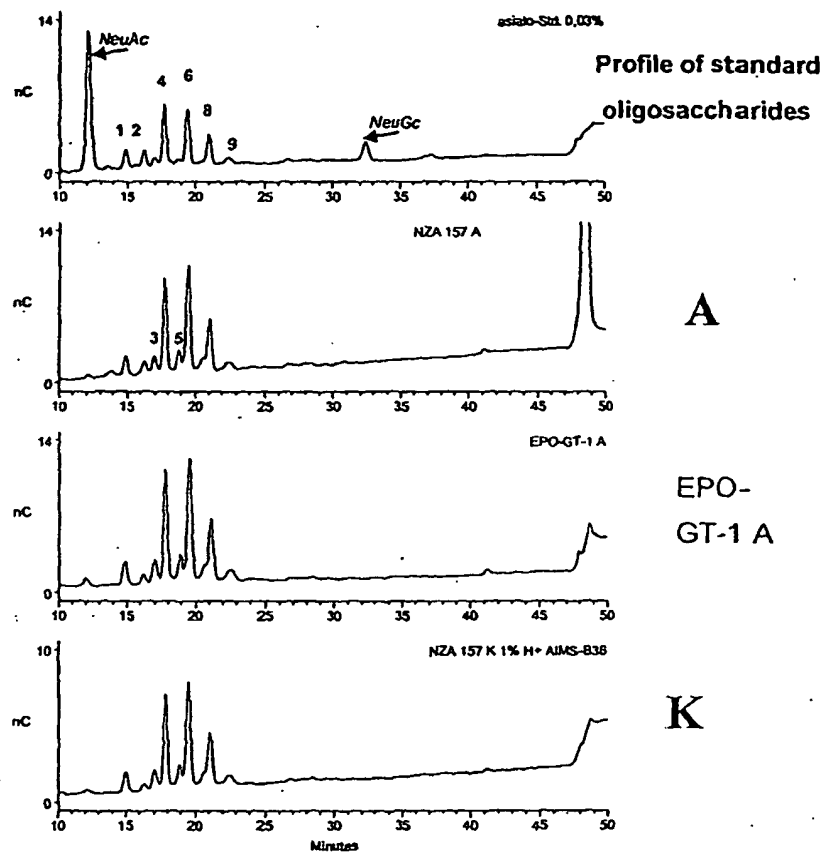 14
nC
0
NeuAc
1 2 4 6 8 9
NeuGc
asialo-Std. 0,03%
10 15 20 25 30 35 40 45 50
Profile of standard
oligosaccharides
14
nC
0
NZA 157 A
3 5
10 15 20 25 30 35 40 45 50
A
14
nC
0
EPO-GT-1 A
10 15 20 25 30 35 40 45 50
EPO-
GT-1 A
10
nC
0
NZA 157 K 1% H+ AIMS-B38
10 15 20 25 30 35 40 45 50
Minutes
K